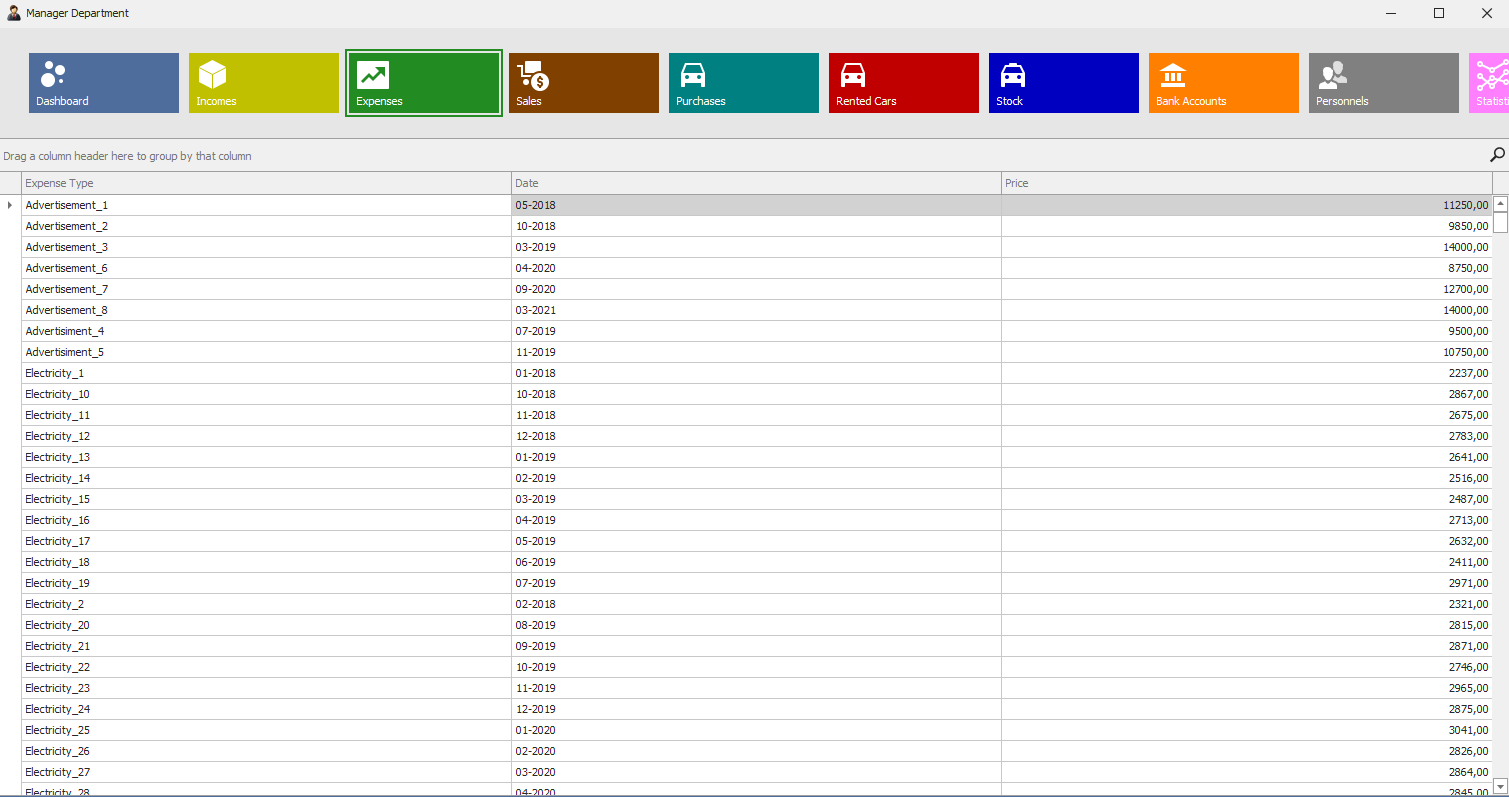 Manager Department
Dashboard Incomes Expenses Sales Purchases Rented Cars Stock Bank Accounts Personnels Statisti
Drag a column header here to group by that column
Expense Type Date Price
Advertisement_1 05-2018 11250,00
Advertisement_2 10-2018 9850,00
Advertisement_3 03-2019 14000,00
Advertisement_6 04-2020 8750,00
Advertisement_7 09-2020 12700,00
Advertisement_8 03-2021 14000,00
Advertisiment_4 07-2019 9500,00
Advertisiment_5 11-2019 10750,00
Electricity_1 01-2018 2237,00
Electricity_10 10-2018 2867,00
Electricity_11 11-2018 2675,00
Electricity_12 12-2018 2783,00
Electricity_13 01-2019 2641,00
Electricity_14 02-2019 2516,00
Electricity_15 03-2019 2487,00
Electricity_16 04-2019 2713,00
Electricity_17 05-2019 2632,00
Electricity_18 06-2019 2411,00
Electricity_19 07-2019 2971,00
Electricity_2 02-2018 2321,00
Electricity_20 08-2019 2815,00
Electricity_21 09-2019 2871,00
Electricity_22 10-2019 2746,00
Electricity_23 11-2019 2965,00
Electricity_24 12-2019 2875,00
Electricity_25 01-2020 3041,00
Electricity_26 02-2020 2826,00
Electricity_27 03-2020 2864,00
Electricity_28 04-2020 2845,00